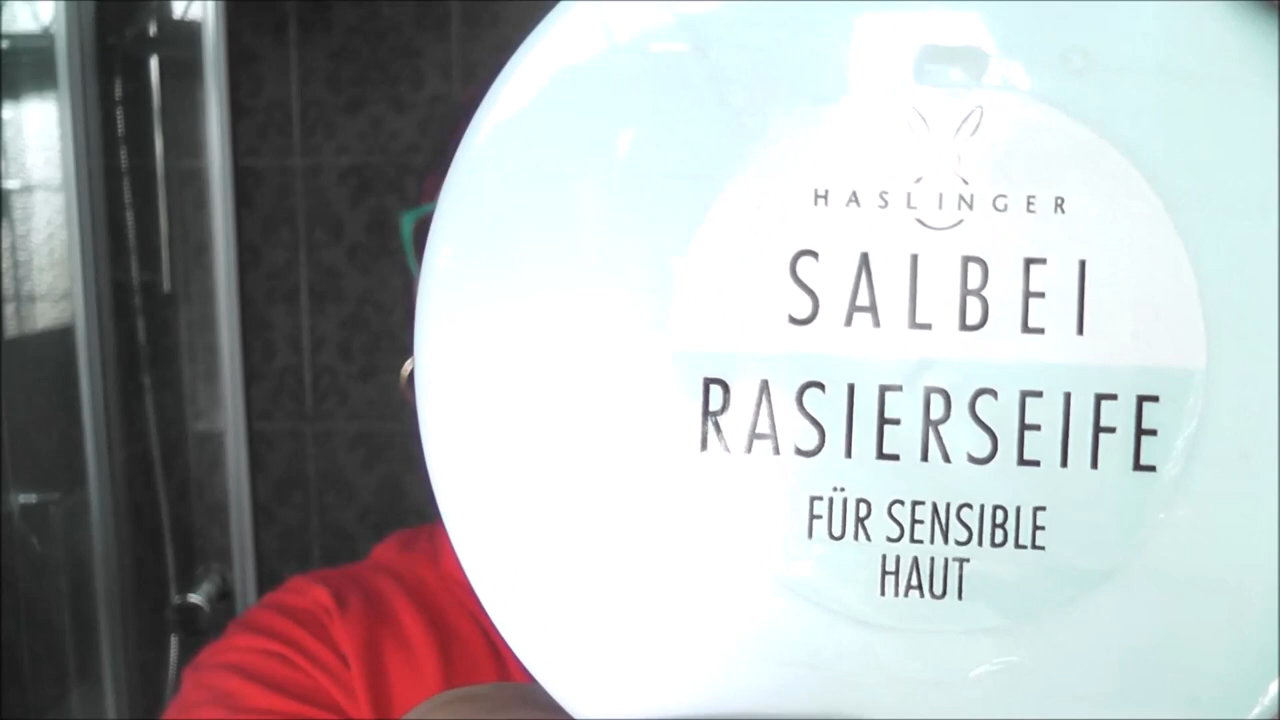 HASLINGER
SALBEI
RASIERSEIFE
FÜR SENSIBLE
HAUT